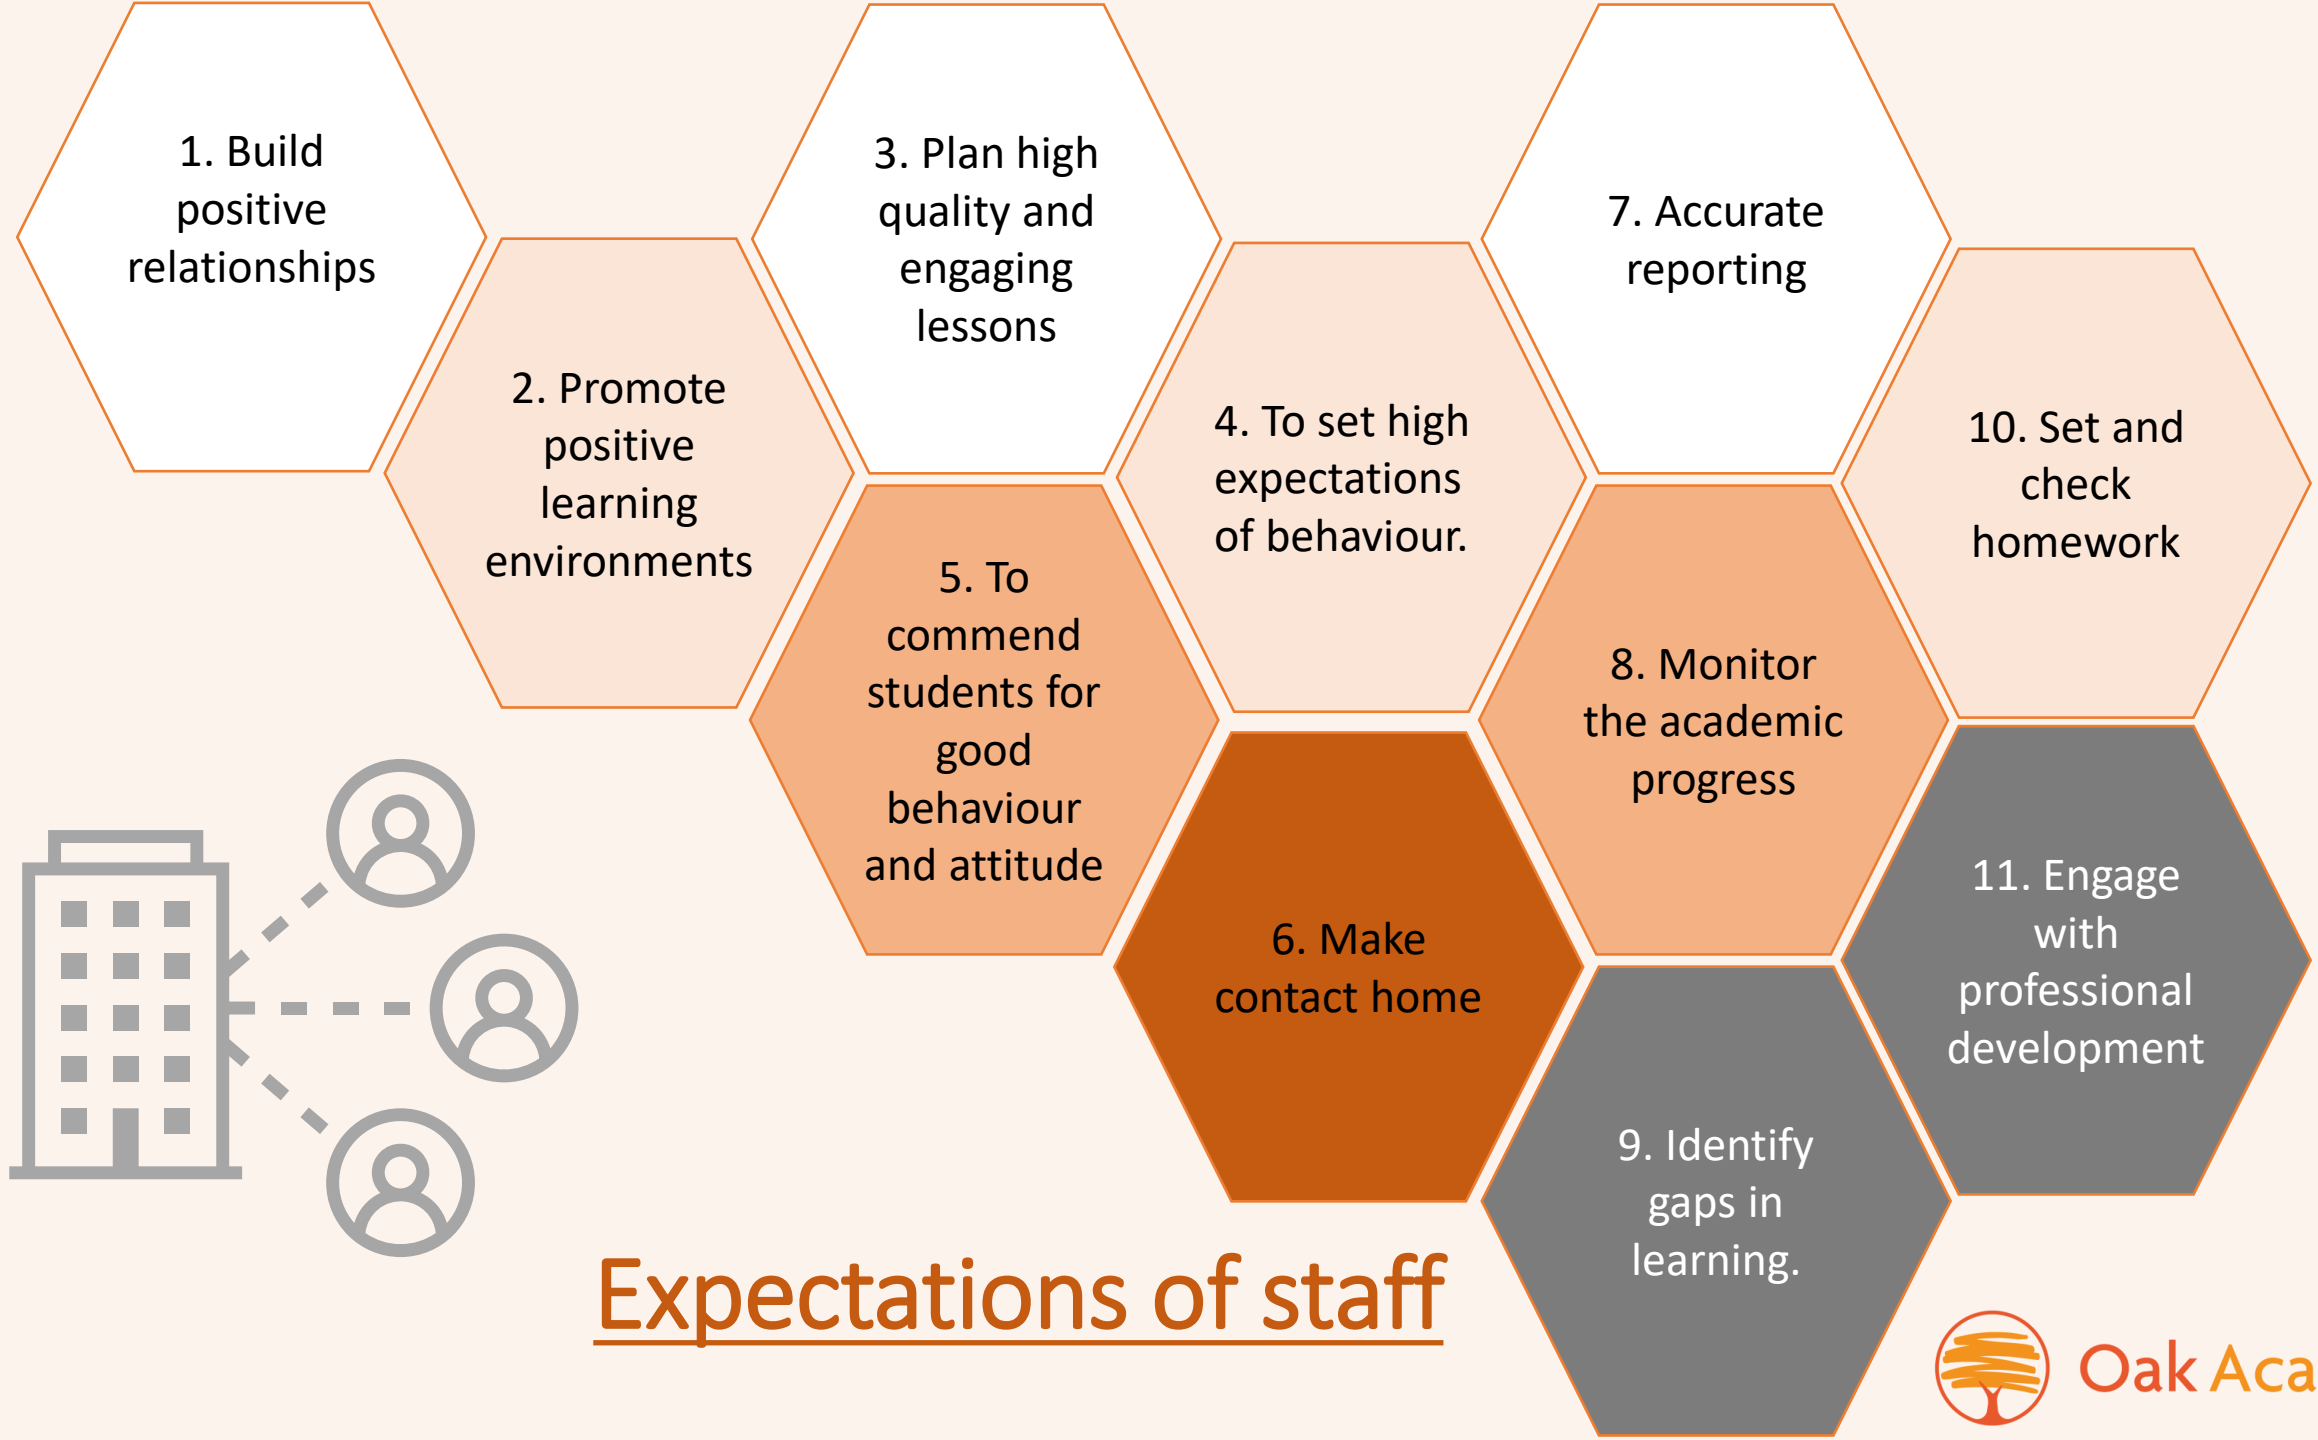 1. Build
positive
relationships
2. Promote
positive
learning
environments
3. Plan high
quality and
engaging
lessons
4. To set high
expectations
of behaviour.
5. To
commend
students for
good
behaviour
and attitude
6. Make
contact home
7. Accurate
reporting
8. Monitor
the academic
progress
9. Identify
gaps in
learning.
10. Set and
check
homework
11. Engage
with
professional
development
Expectations of staff
Oak Aca